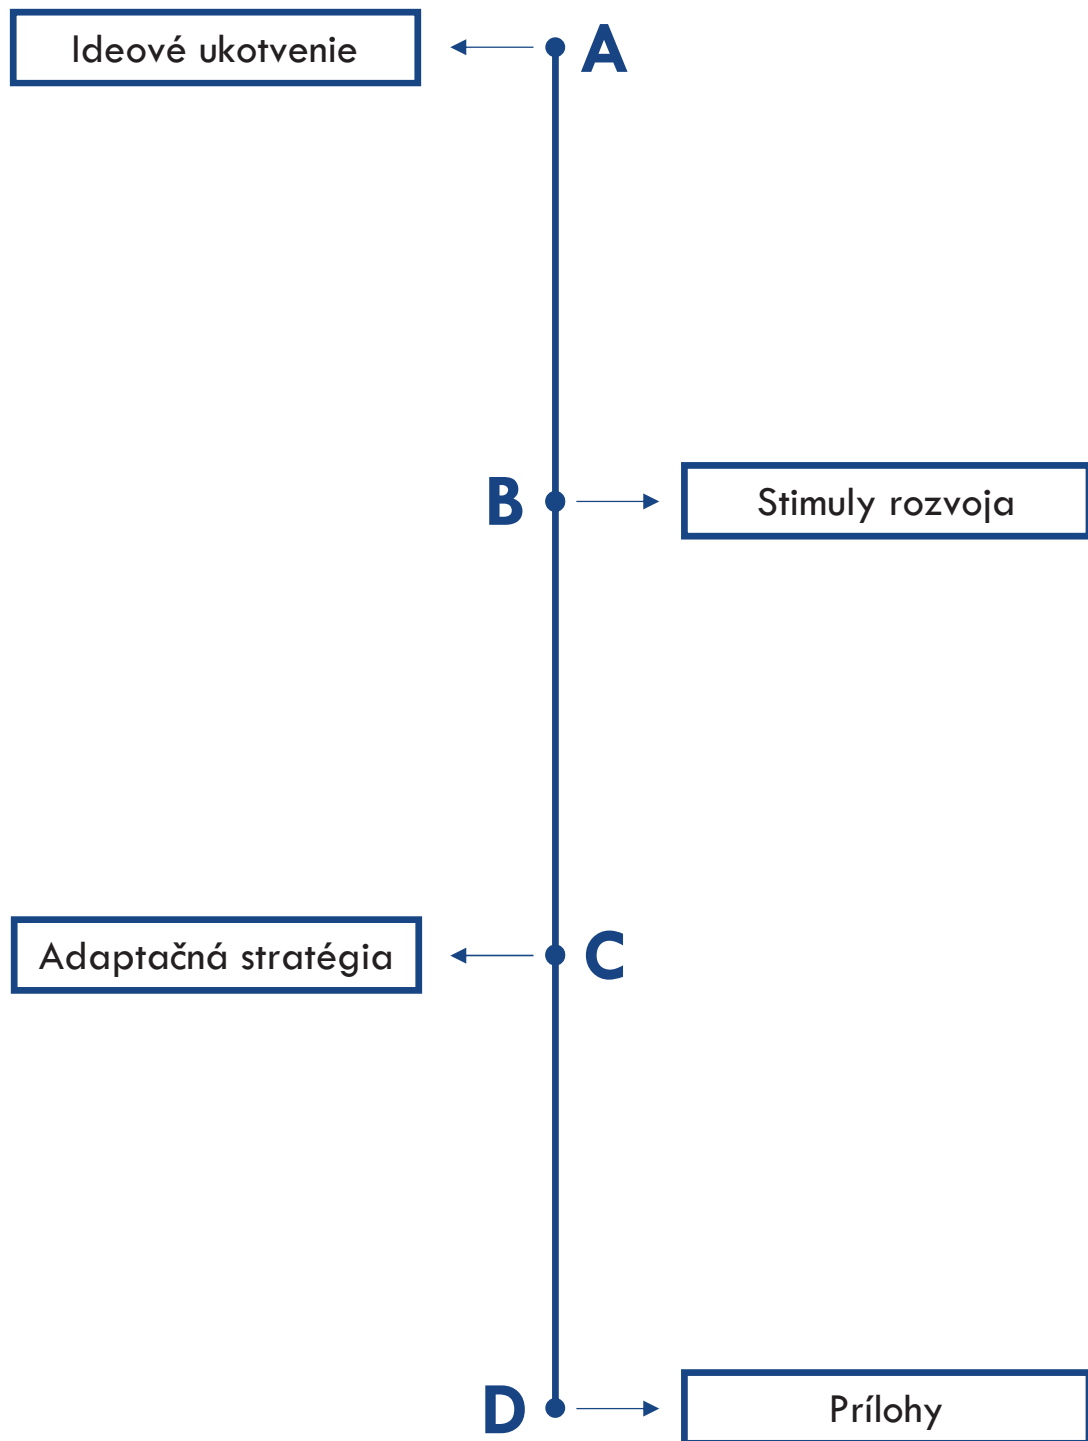 Ideové ukotvenie
A
B
Stimuly rozvoja
Adaptačná stratégia
C
D
Prílohy